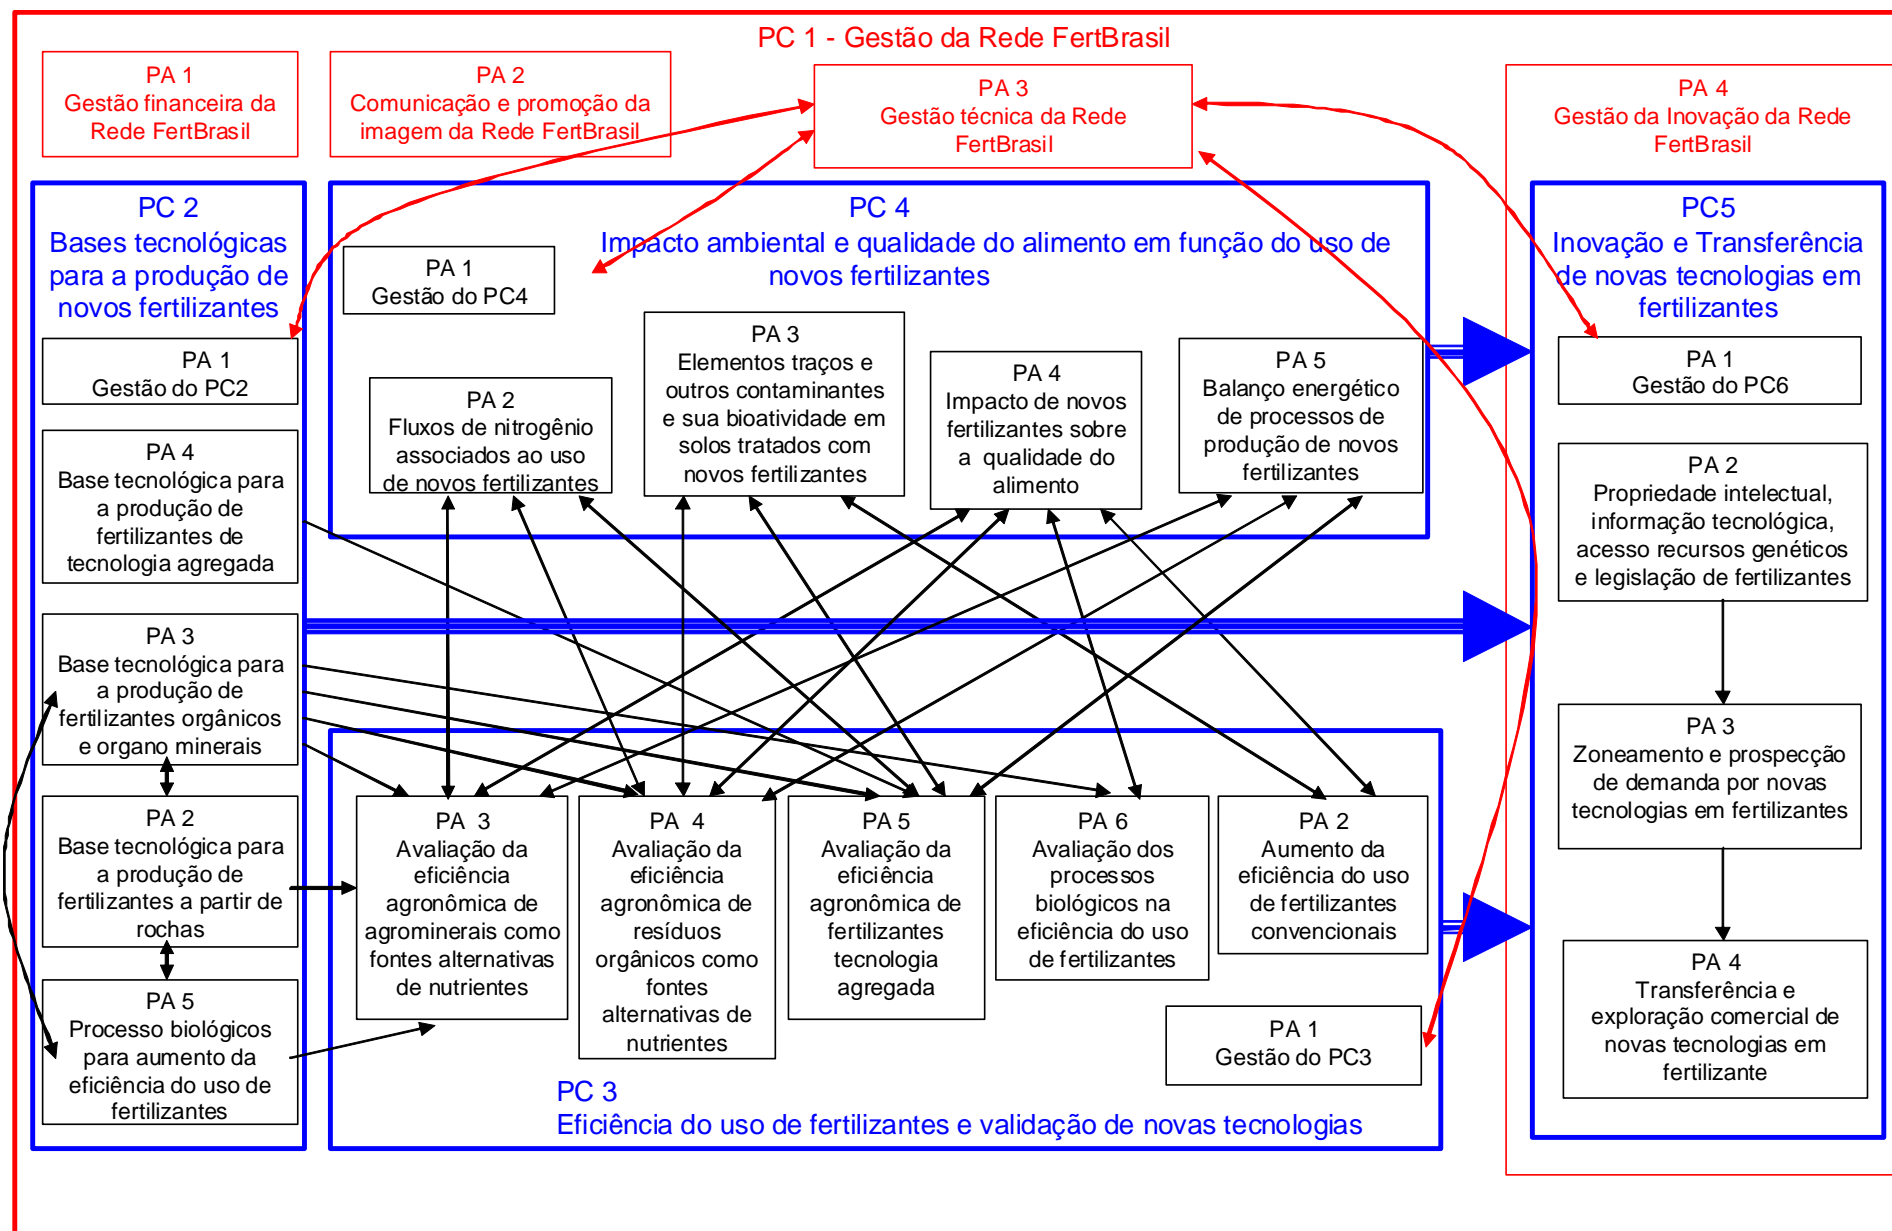 PC 1 - Gestão da Rede FertBrasil
PA 1
Gestão financeira da
Rede FertBrasil
PA 2
Comunicação e promoção da
imagem da Rede FertBrasil
PA 3
Gestão técnica da Rede
FertBrasil
PA 4
Gestão da Inovação da Rede
FertBrasil
PC 2
Bases tecnológicas
para a produção de
novos fertilizantes
PA 1
Gestão do PC2
PA 4
Base tecnológica para
a produção de
fertilizantes de
tecnologia agregada
PA 3
Base tecnológica para
a produção de
fertilizantes orgânicos
e organo minerais
PA 2
Base tecnológica para
a produção de
fertilizantes a partir de
rochas
PA 5
Processo biológicos
para aumento da
eficiência do uso de
fertilizantes
PC 4
Impacto ambiental e qualidade do alimento em função do uso de
novos fertilizantes
PA 1
Gestão do PC4
PA 2
Fluxos de nitrogênio
associados ao uso
de novos fertilizantes
PA 3
Elementos traços e
outros contaminantes
e sua bioatividade em
solos tratados com
novos fertilizantes
PA 4
Impacto de novos
fertilizantes sobre
a qualidade do
alimento
PA 5
Balanço energético
de processos de
produção de novos
fertilizantes
PA 3
Avaliação da
eficiência
agronômica de
agrominerais como
fontes alternativas
de nutrientes
PA 4
Avaliação da
eficiência
agronômica de
resíduos
orgânicos como
fontes
alternativas de
nutrientes
PA 5
Avaliação da
eficiência
agronômica de
fertilizantes
tecnologia
agregada
PA 6
Avaliação dos
processos
biológicos na
eficiência do uso
de fertilizantes
PA 2
Aumento da
eficiência do uso
de fertilizantes
convencionais
PA 1
Gestão do PC3
PC 3
Eficiência do uso de fertilizantes e validação de novas tecnologias
PC5
Inovação e Transferência
de novas tecnologias em
fertilizantes
PA 1
Gestão do PC6
PA 2
Propriedade intelectual,
informação tecnológica,
acesso recursos genéticos
e legislação de fertilizantes
PA 3
Zoneamento e prospecção
de demanda por novas
tecnologias em fertilizantes
PA 4
Transferência e
exploração comercial de
novas tecnologias em
fertilizante